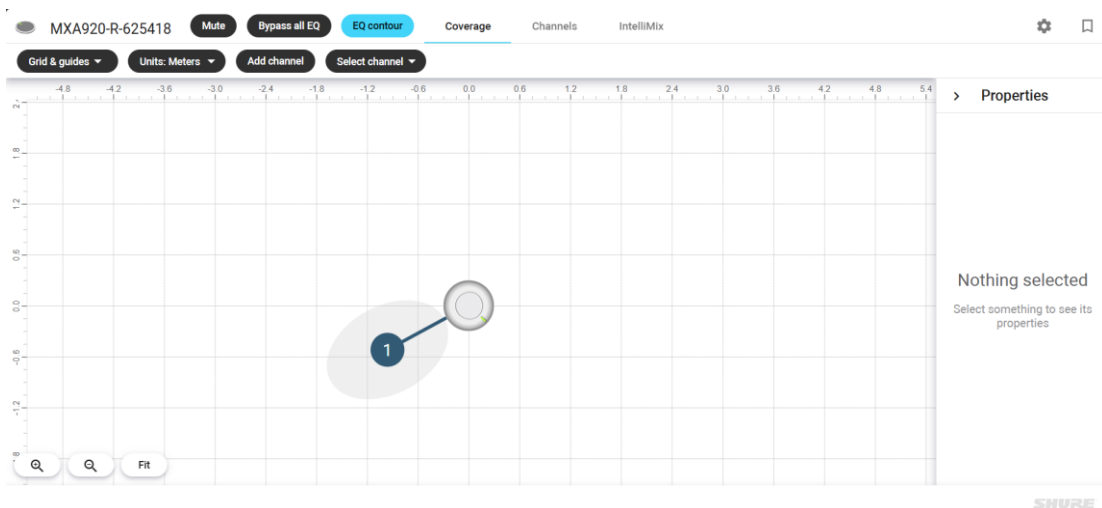 MXA920-R-625418 Mute Bypass all EQ EQ contour Coverage Channels IntelliMix
Grid & guides Units: Meters Add channel Select channel
-4.8 -4.2 -3.6 -3.0 -2.4 -1.8 -1.2 -0.6 0.0 0.6 1.2 1.8 2.4 3.0 3.6 4.2 4.8 5.4
Properties
1.8
1.2
0.6
0.0
-0.6
-1.2
1
Nothing selected
Select something to see its
properties
Fit
SHURE